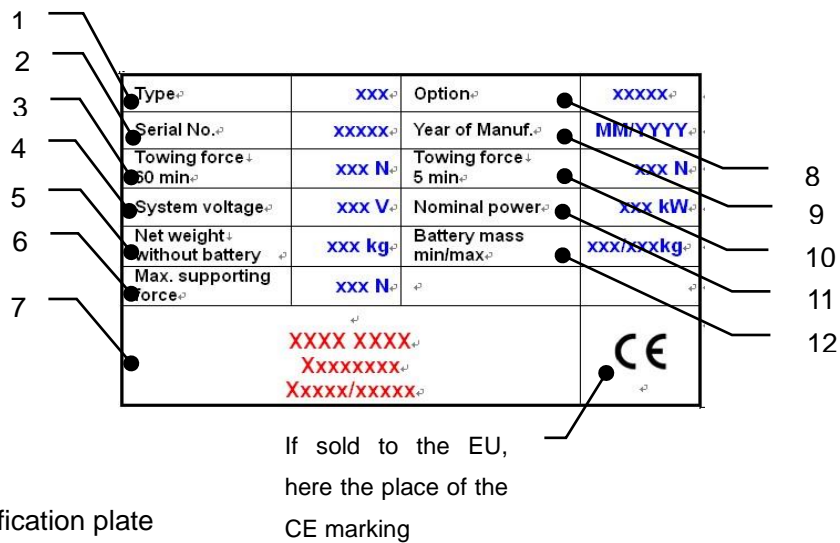 1
2
3
4
5
6
7
Type xxx Option xxxxx
Serial No. xxxxx Year of Manuf. MM/YYYY
Towing force Towing force
60 min xxx N 5 min xxx N
System voltage xxx V Nominal power xxx kW
Net weight Battery mass
without battery xxx kg min/max xxx/xxxkg
Max. supporting
force xxx N
XXXX XXXX
Xxxxxxxx
Xxxxx/xxxxx
CE
8
9
10
11
12
If sold to the EU,
here the place of the
CE marking
fication plate